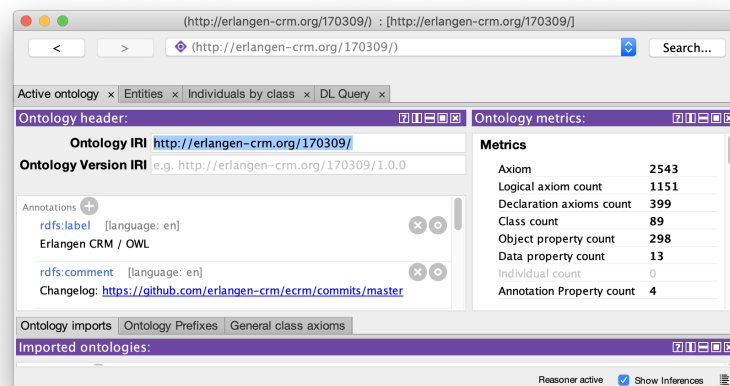 (http://erlangen-crm.org/170309/) : [http://erlangen-crm.org/170309/]
< > (http://erlangen-crm.org/170309/) Search...
Active ontology × Entities × Individuals by class × DL Query ×
Ontology header:
Ontology IRI http://erlangen-crm.org/170309/
Ontology Version IRI e.g. http://erlangen-crm.org/170309/1.0.0
Annotations +
rdfs:label [language: en]
Erlangen CRM / OWL
rdfs:comment [language: en]
Changelog: https://github.com/erlangen-crm/ecrm/commits/master
Ontology metrics:
Metrics
Axiom 2543
Logical axiom count 1151
Declaration axioms count 399
Class count 89
Object property count 298
Data property count 13
Individual count 0
Annotation Property count 4
Ontology imports Ontology Prefixes General class axioms
Imported ontologies:
Reasoner active Show Inferences